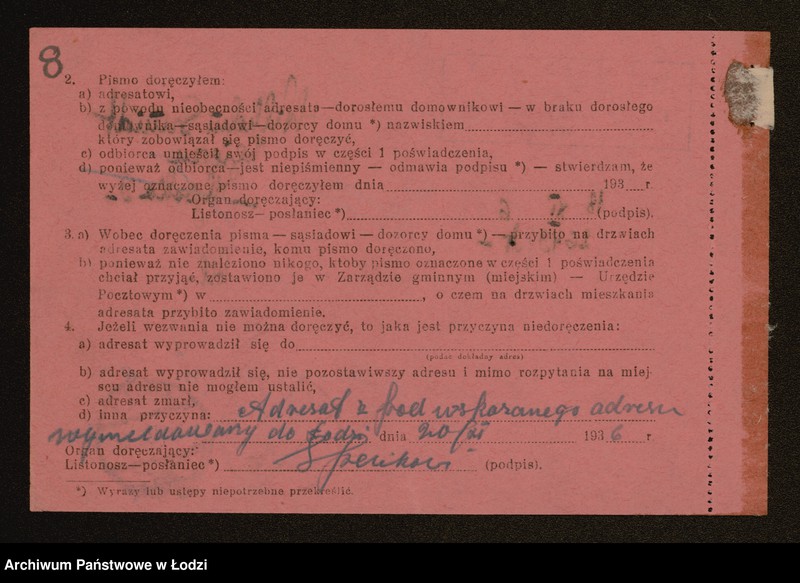 8
2. Pismo doręczyłem:
a) adresatowi,
b) z powodu nieobecności adresata—dorosłemu domownikowi — w braku dorosłego
domownika—sąsiadowi—dozorcy domu *) nazwiskiem
który zobowiązał się pismo doręczyć,
c) odbiorca umieścił swój podpis w części 1 poświadczenia,
d) ponieważ odbiorca—jest niepiśmienny — odmawia podpisu *) — stwierdzam, że
wyżej oznaczone pismo doręczyłem dnia 193 r.
Organ doręczający:
Listonosz— posłaniec *) (podpis).
3. a) Wobec doręczenia pisma — sąsiadowi — dozorcy domu *) — przybito na drzwiach
adresata zawiadomienie, komu pismo doręczono,
b) ponieważ nie znaleziono nikogo, ktoby pismo oznaczone w części 1 poświadczenia
chciał przyjąć, zostawiono je w Zarządzie gminnym (miejskim) — Urzędzie
Pocztowym *) w , o czem na drzwiach mieszkania
adresata przybito zawiadomienie.
4. Jeżeli wezwania nie można doręczyć, to jaka jest przyczyna niedoręczenia:
a) adresat wyprowadził się do
(podać dokładny adres)
b) adresat wyprowadził się, nie pozostawiwszy adresu i mimo rozpytania na miej-
scu adresu nie mogłem ustalić,
c) adresat zmarł,
d) inna przyczyna: Adresat z pod wskazanego adresu
wymeldowany do Łodzi dnia 20/XI 1936 r.
Organ doręczający:
Listonosz—posłaniec *) (podpis).
*) Wyrazy lub ustępy niepotrzebne przekreślić.
Archiwum Państwowe w Łodzi